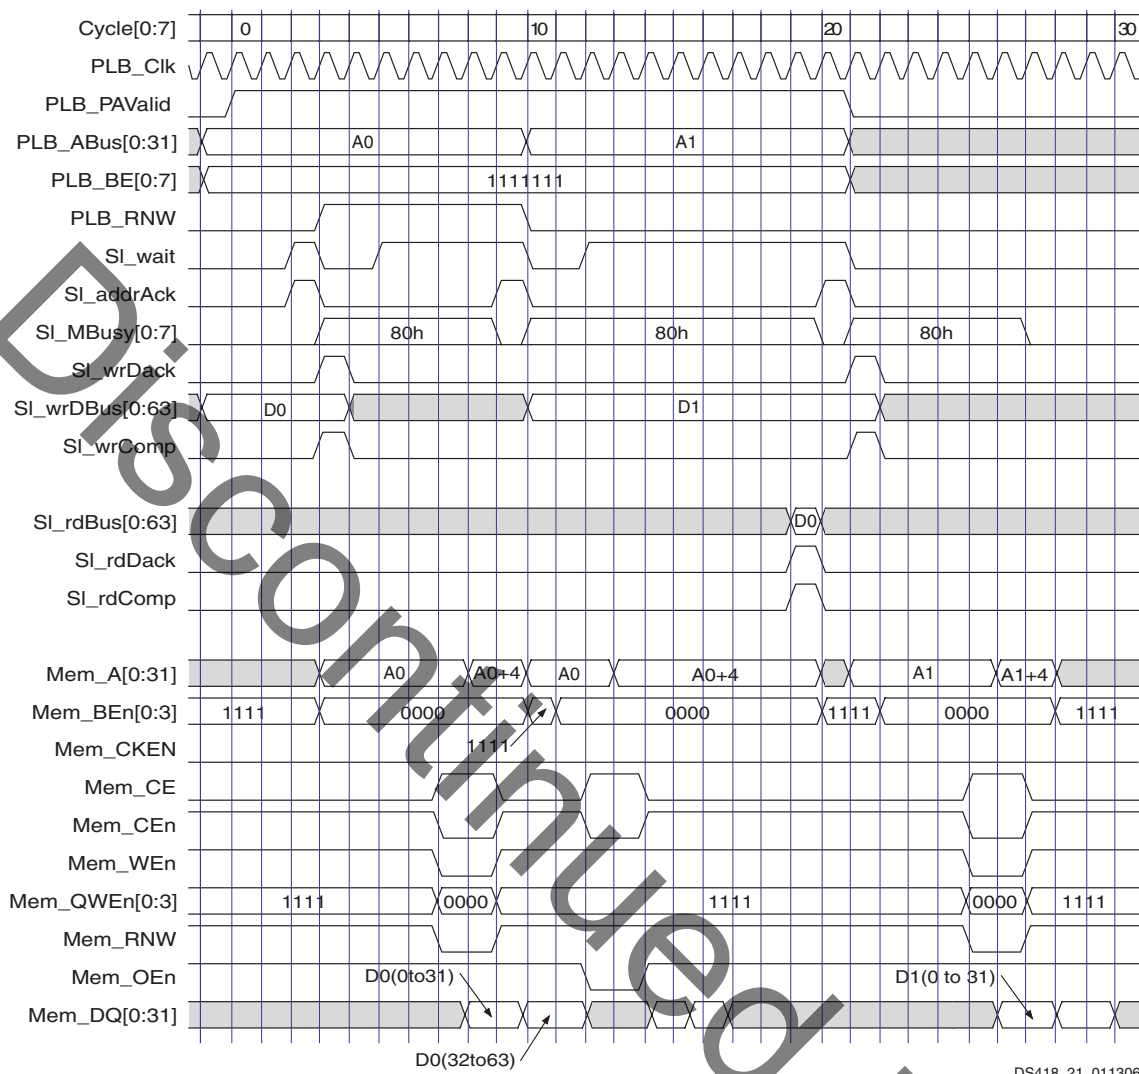 Cycle[0:7] 0 10 20 30
PLB_Clk
PLB_PAValid
PLB_ABus[0:31] A0 A1
PLB_BE[0:7] 1111111
PLB_RNW
Sl_wait
Sl_addrAck
Sl_MBusy[0:7] 80h 80h 80h
Sl_wrDack
Sl_wrDBus[0:63] D0 D1
Sl_wrComp
Sl_rdBus[0:63] D0
Sl_rdDack
Sl_rdComp
Mem_A[0:31] A0 A0+4 A0 A0+4 A1 A1+4
Mem_BEn[0:3] 1111 0000 0000 1111 0000 1111
Mem_CKEN 1111
Mem_CE
Mem_CEn
Mem_WEn
Mem_QWEn[0:3] 1111 0000 1111 0000 1111
Mem_RNW
Mem_OEn D0(0to31) D1(0 to 31)
Mem_DQ[0:31]
D0(32to63)
DS418_21_011306
Discontinued